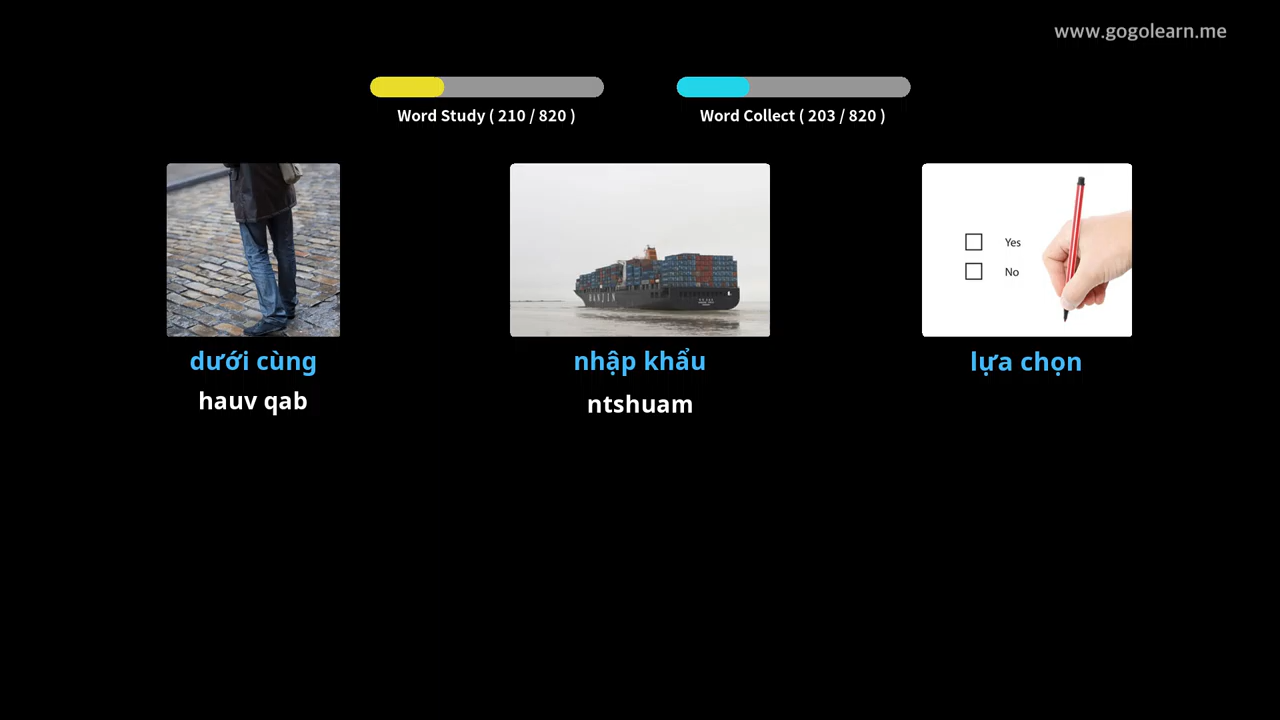 www.gogolearn.me
Word Study ( 210 / 820 )
Word Collect ( 203 / 820 )
Yes
No
HANJIN
dưới cùng
nhập khẩu
lựa chọn
hauv qab
ntshuam